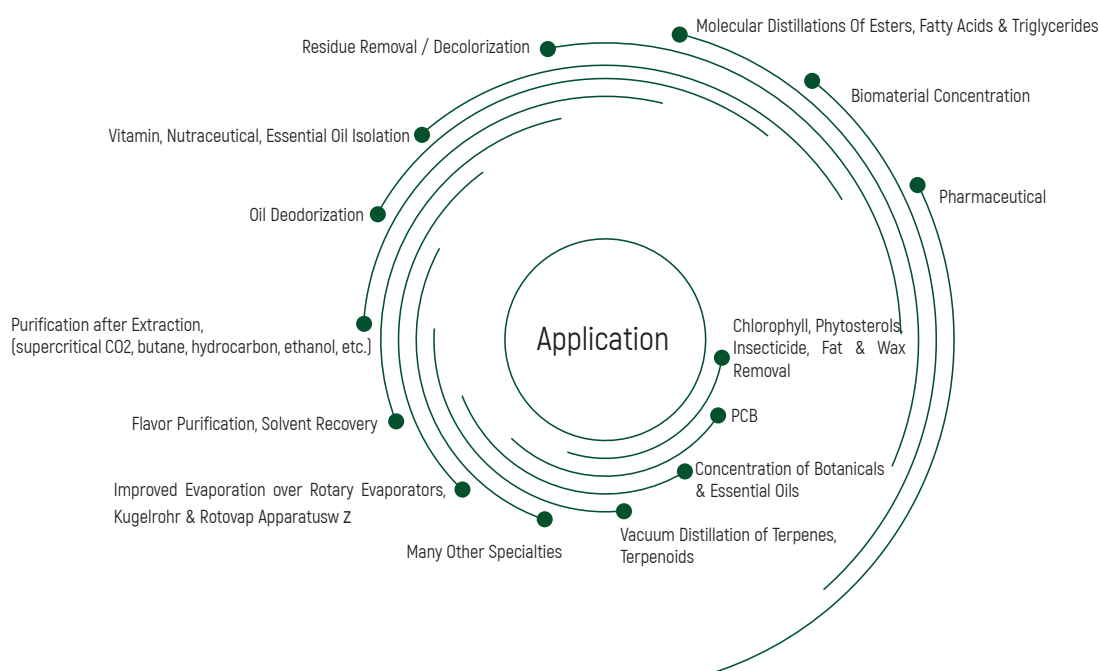 Molecular Distillations Of Esters, Fatty Acids & Triglycerides
Residue Removal / Decolorization
Biomaterial Concentration
Vitamin, Nutraceutical, Essential Oil Isolation
Pharmaceutical
Oil Deodorization
Purification after Extraction,
(supercritical CO2, butane, hydrocarbon, ethanol, etc.)
Application
Chlorophyll, Phytosterols,
Insecticide, Fat & Wax
Removal
PCB
Flavor Purification, Solvent Recovery
Concentration of Botanicals
& Essential Oils
Improved Evaporation over Rotary Evaporators,
Kugelrohr & Rotovap Apparatusw Z
Vacuum Distillation of Terpenes,
Terpenoids
Many Other Specialties